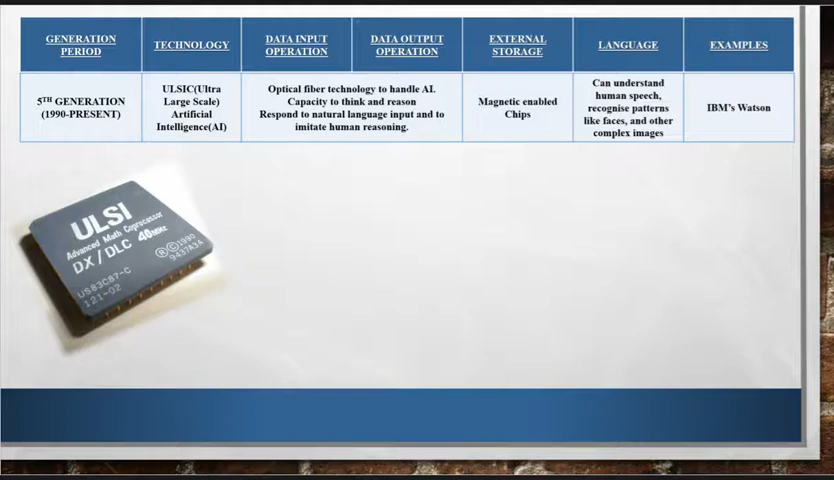 GENERATION PERIOD
TECHNOLOGY
DATA INPUT OPERATION
DATA OUTPUT OPERATION
EXTERNAL STORAGE
LANGUAGE
EXAMPLES
5TH GENERATION
(1990-PRESENT)
ULSIC(Ultra
Large Scale)
Artificial
Intelligence(AI)
Optical fiber technology to handle AI.
Capacity to think and reason
Respond to natural language input and to
imitate human reasoning.
Magnetic enabled
Chips
Can understand
human speech,
recognise patterns
like faces, and other
complex images
IBM's Watson
ULSI
Advanced Math Coprocessor
DX/DLC 40MHz
®©1990
9437A34
US83C87-C
121-02